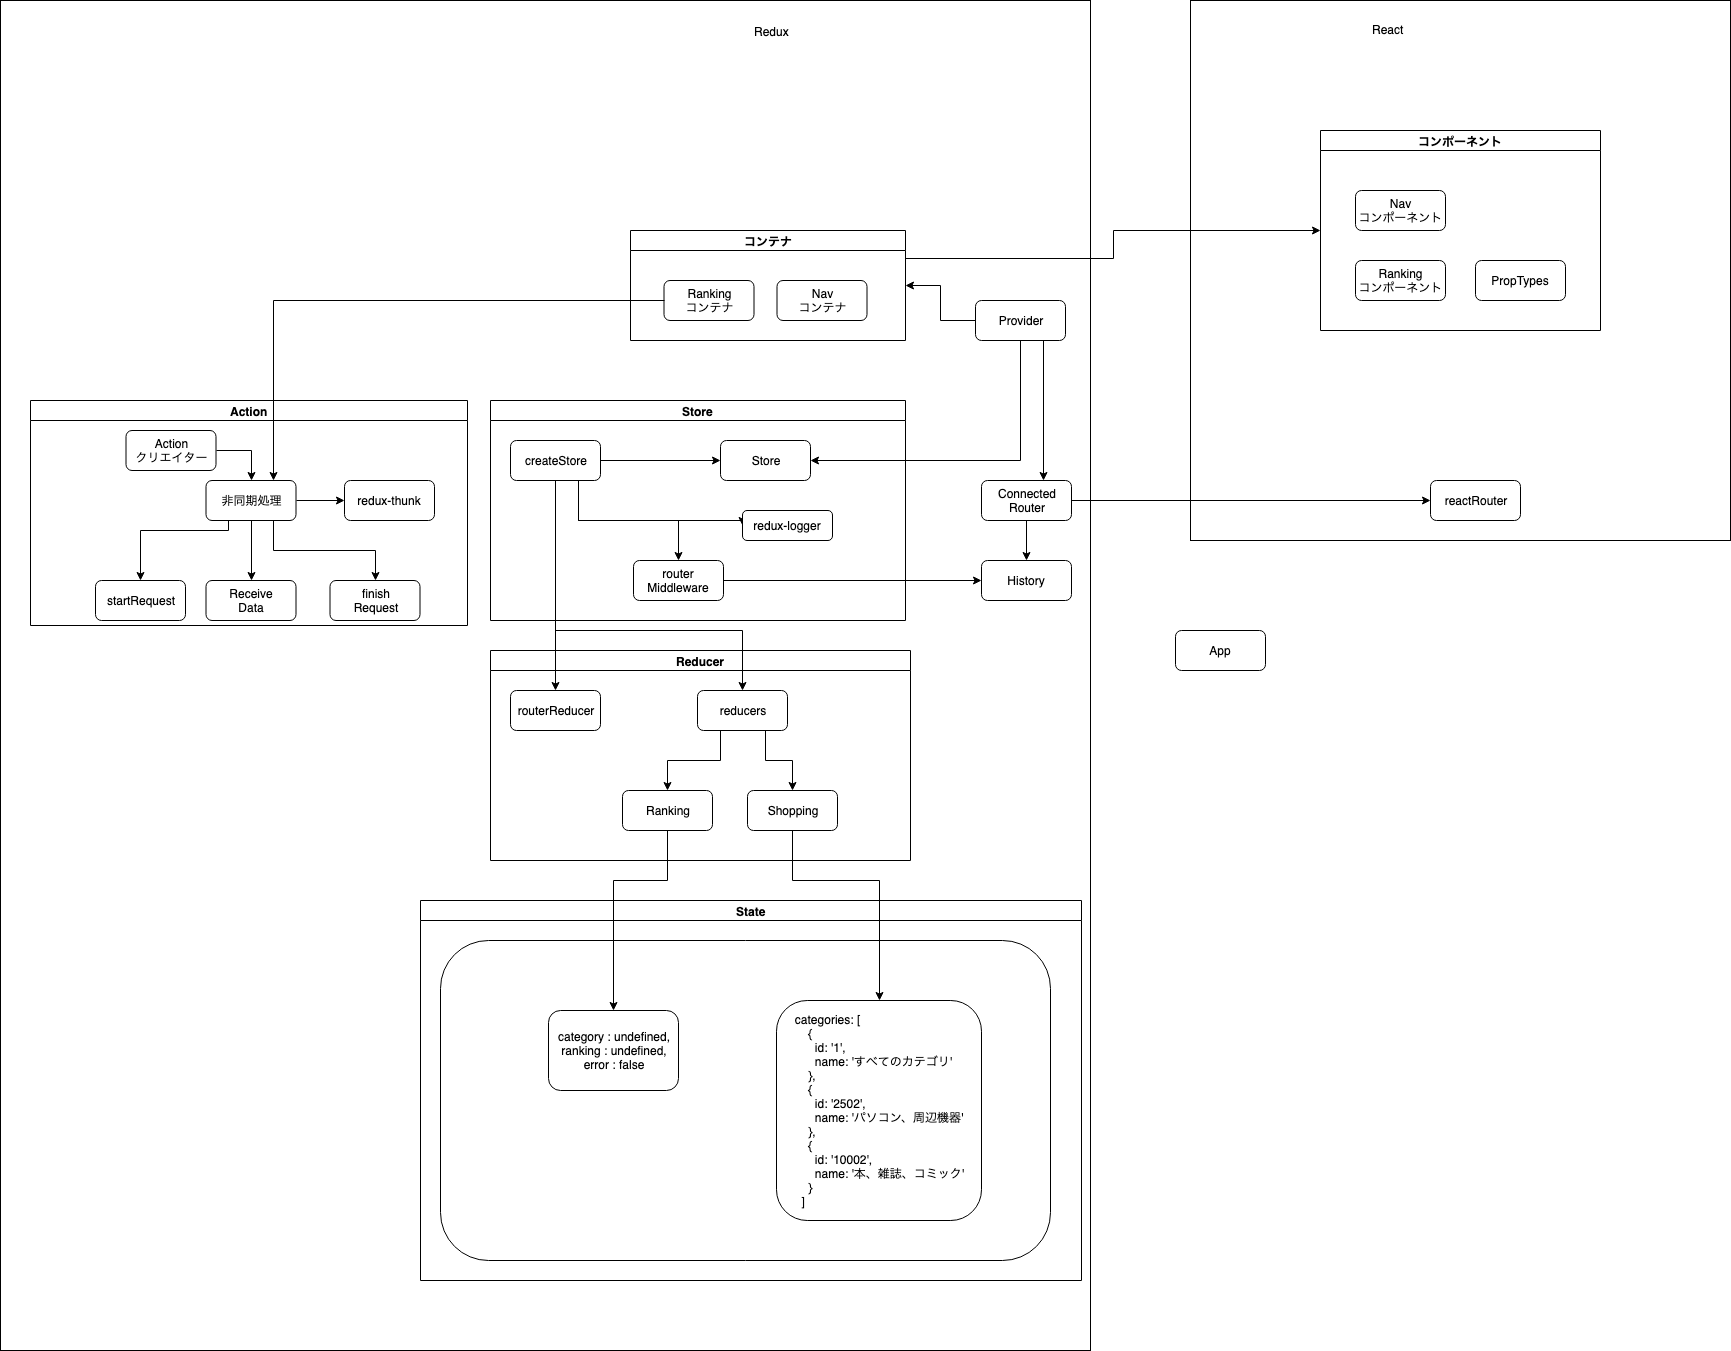 Redux
React
コンポーネント
Nav
コンポーネント
Ranking
コンポーネント
PropTypes
コンテナ
Ranking
コンテナ
Nav
コンテナ
Provider
Action
Action
クリエイター
非同期処理
redux-thunk
startRequest
Receive
Data
finish
Request
Store
createStore
Store
redux-logger
router
Middleware
Connected
Router
History
reactRouter
App
Reducer
routerReducer
reducers
Ranking
Shopping
State
category : undefined,
ranking : undefined,
error : false
categories: [
{
id: '1',
name: 'すべてのカテゴリ'
},
{
id: '2502',
name: 'パソコン、周辺機器'
},
{
id: '10002',
name: '本、雑誌、コミック'
}
]